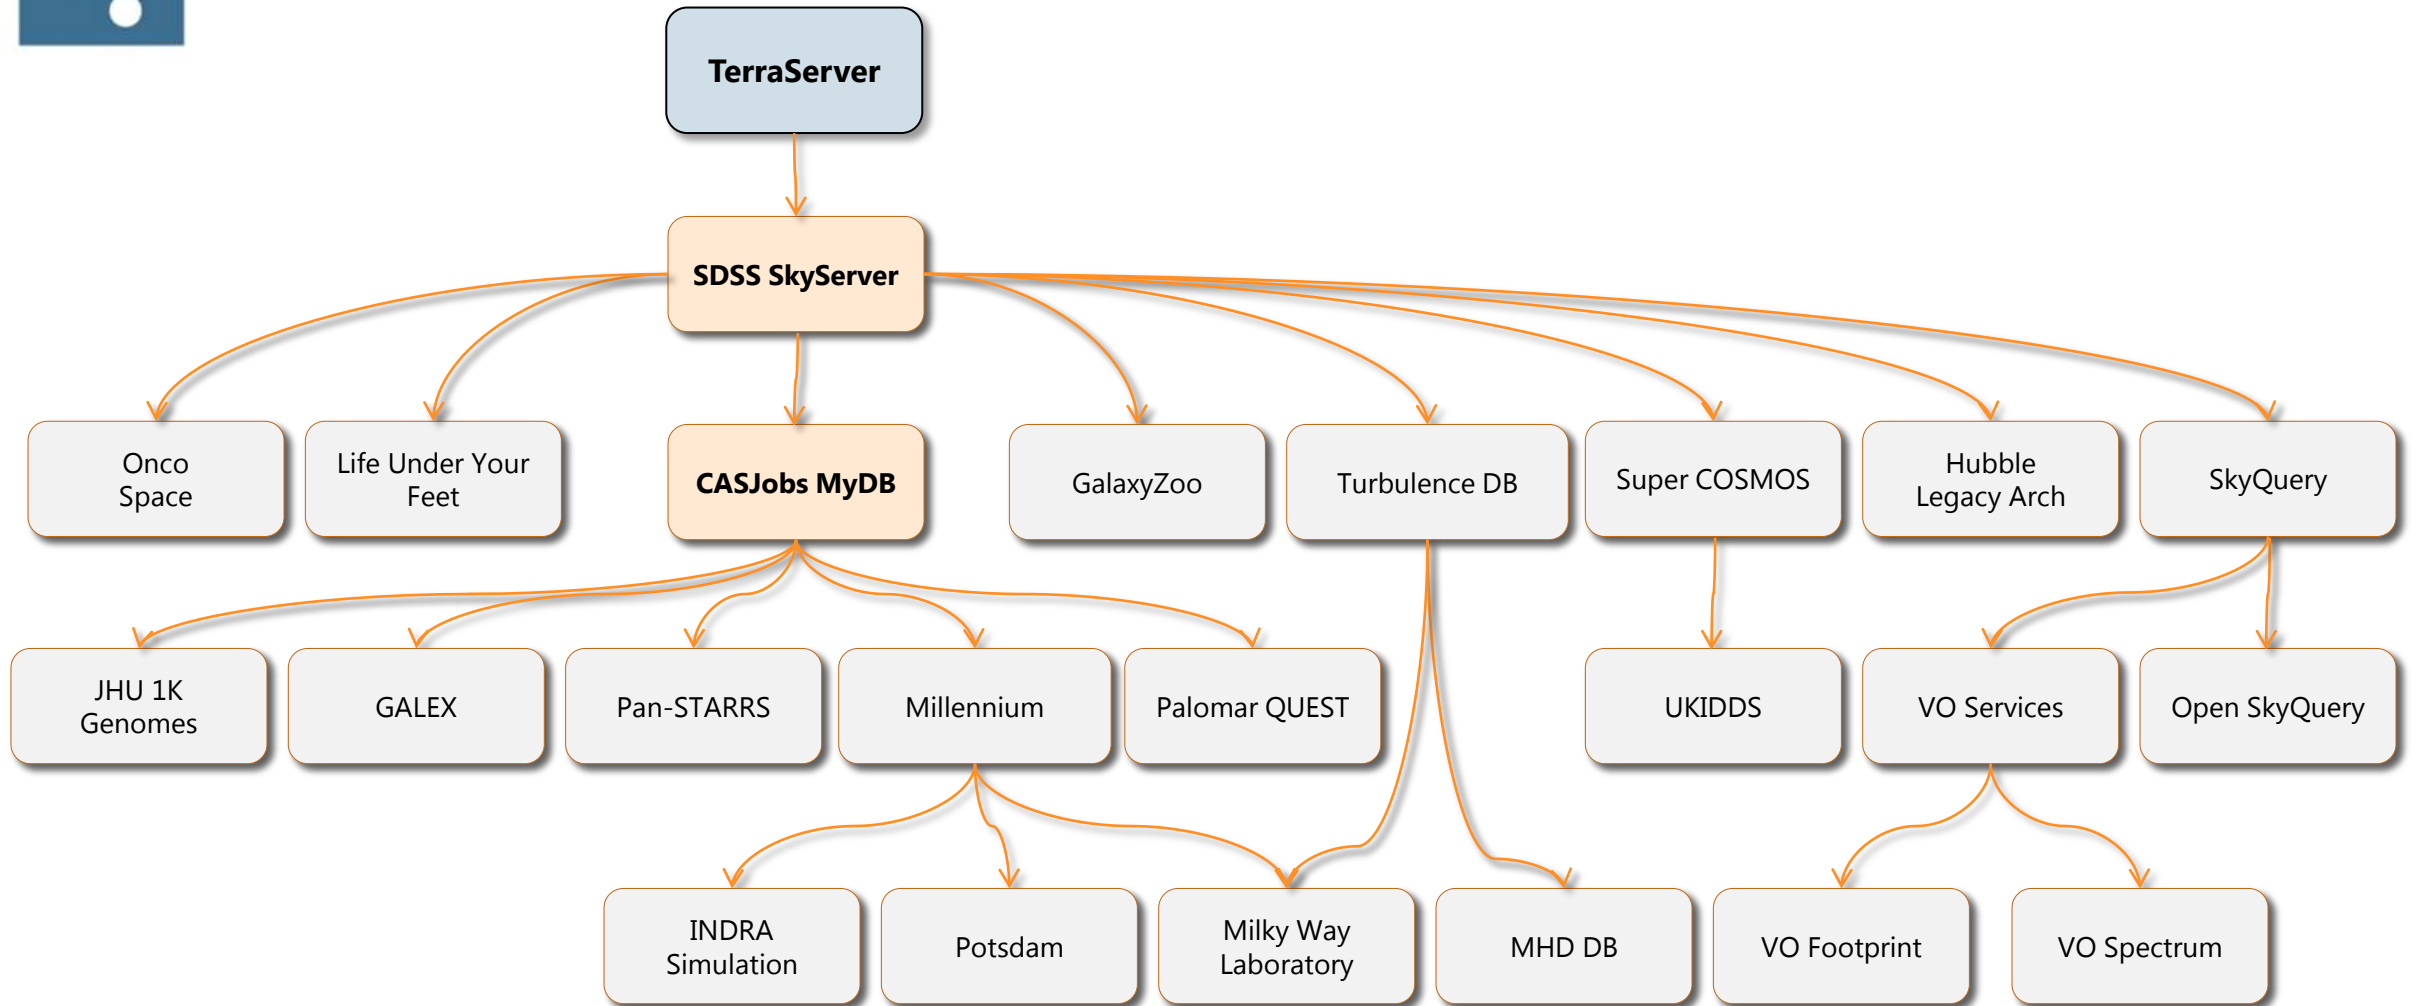 TerraServer
SDSS SkyServer
Onco
Space
Life Under Your
Feet
CASJobs MyDB
GalaxyZoo
Turbulence DB
Super COSMOS
Hubble
Legacy Arch
SkyQuery
JHU 1K
Genomes
GALEX
Pan-STARRS
Millennium
Palomar QUEST
UKIDDS
VO Services
Open SkyQuery
INDRA
Simulation
Potsdam
Milky Way
Laboratory
MHD DB
VO Footprint
VO Spectrum